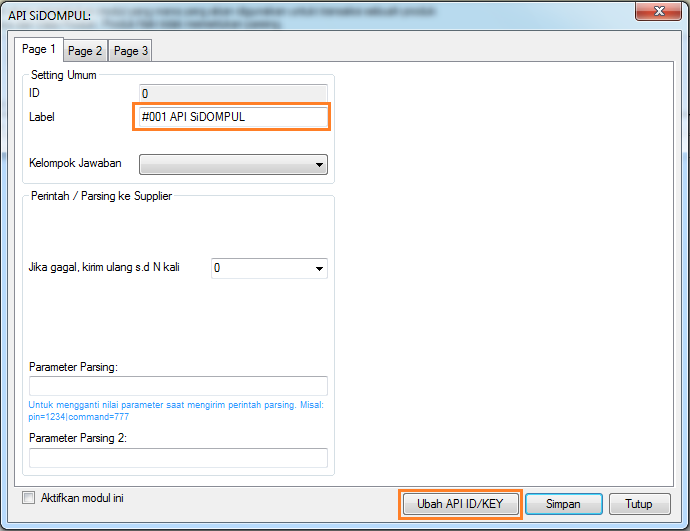 API SiDOMPUL:
Page 1
Page 2
Page 3
Setting Umum
ID
0
Label
#001 API SiDOMPUL
Kelompok Jawaban
Perintah / Parsing ke Supplier
Jika gagal, kirim ulang s.d N kali
0
Parameter Parsing:
Untuk mengganti nilai parameter saat mengirim perintah parsing. Misal:
pin=1234|command=777
Parameter Parsing 2:
Aktifkan modul ini
Ubah API ID/KEY
Simpan
Tutup